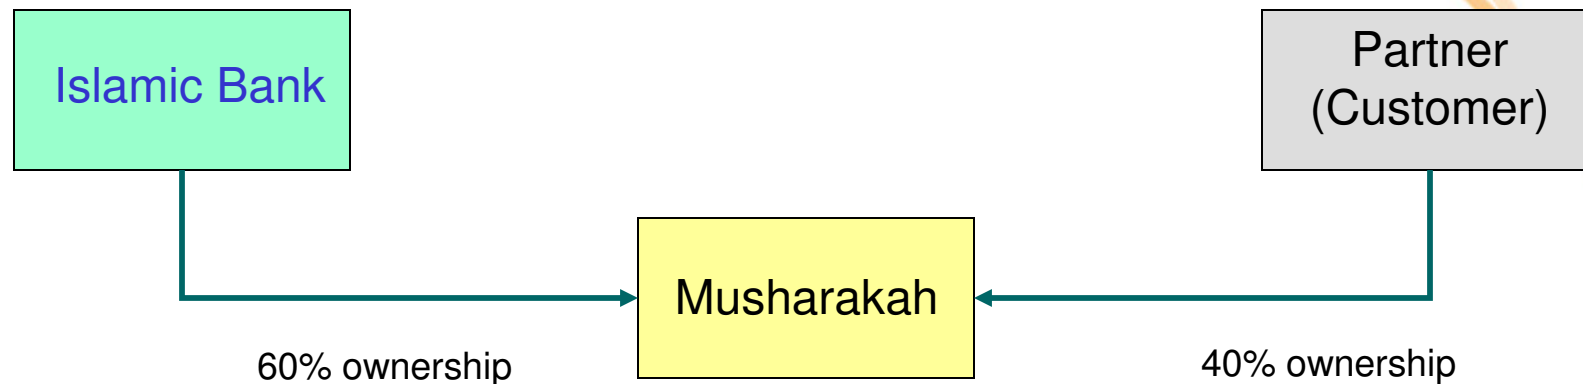 Islamic Bank
Partner
(Customer)
Musharakah
60% ownership
40% ownership